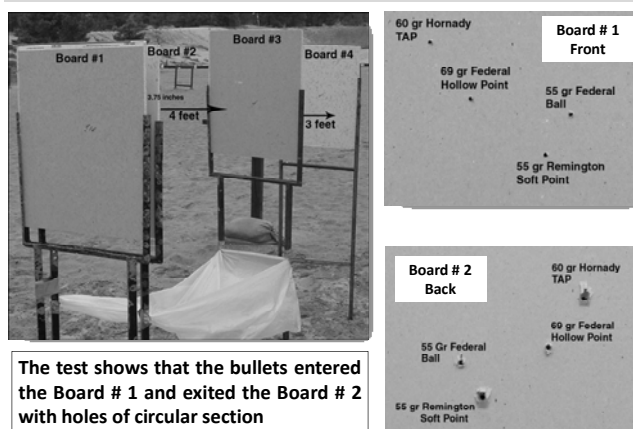 Board #1
Board #2
Board #3
Board #4
3.75 inches
4 feet
3 feet
60 gr Hornady
TAP
Board # 1
Front
69 gr Federal
Hollow Point
55 gr Federal
Ball
55 gr Remington
Soft Point
Board # 2
Back
60 gr Hornady
TAP
69 gr Federal
Hollow Point
55 Gr Federal
Ball
55 gr Remington
Soft Point
The test shows that the bullets entered
the Board # 1 and exited the Board # 2
with holes of circular section